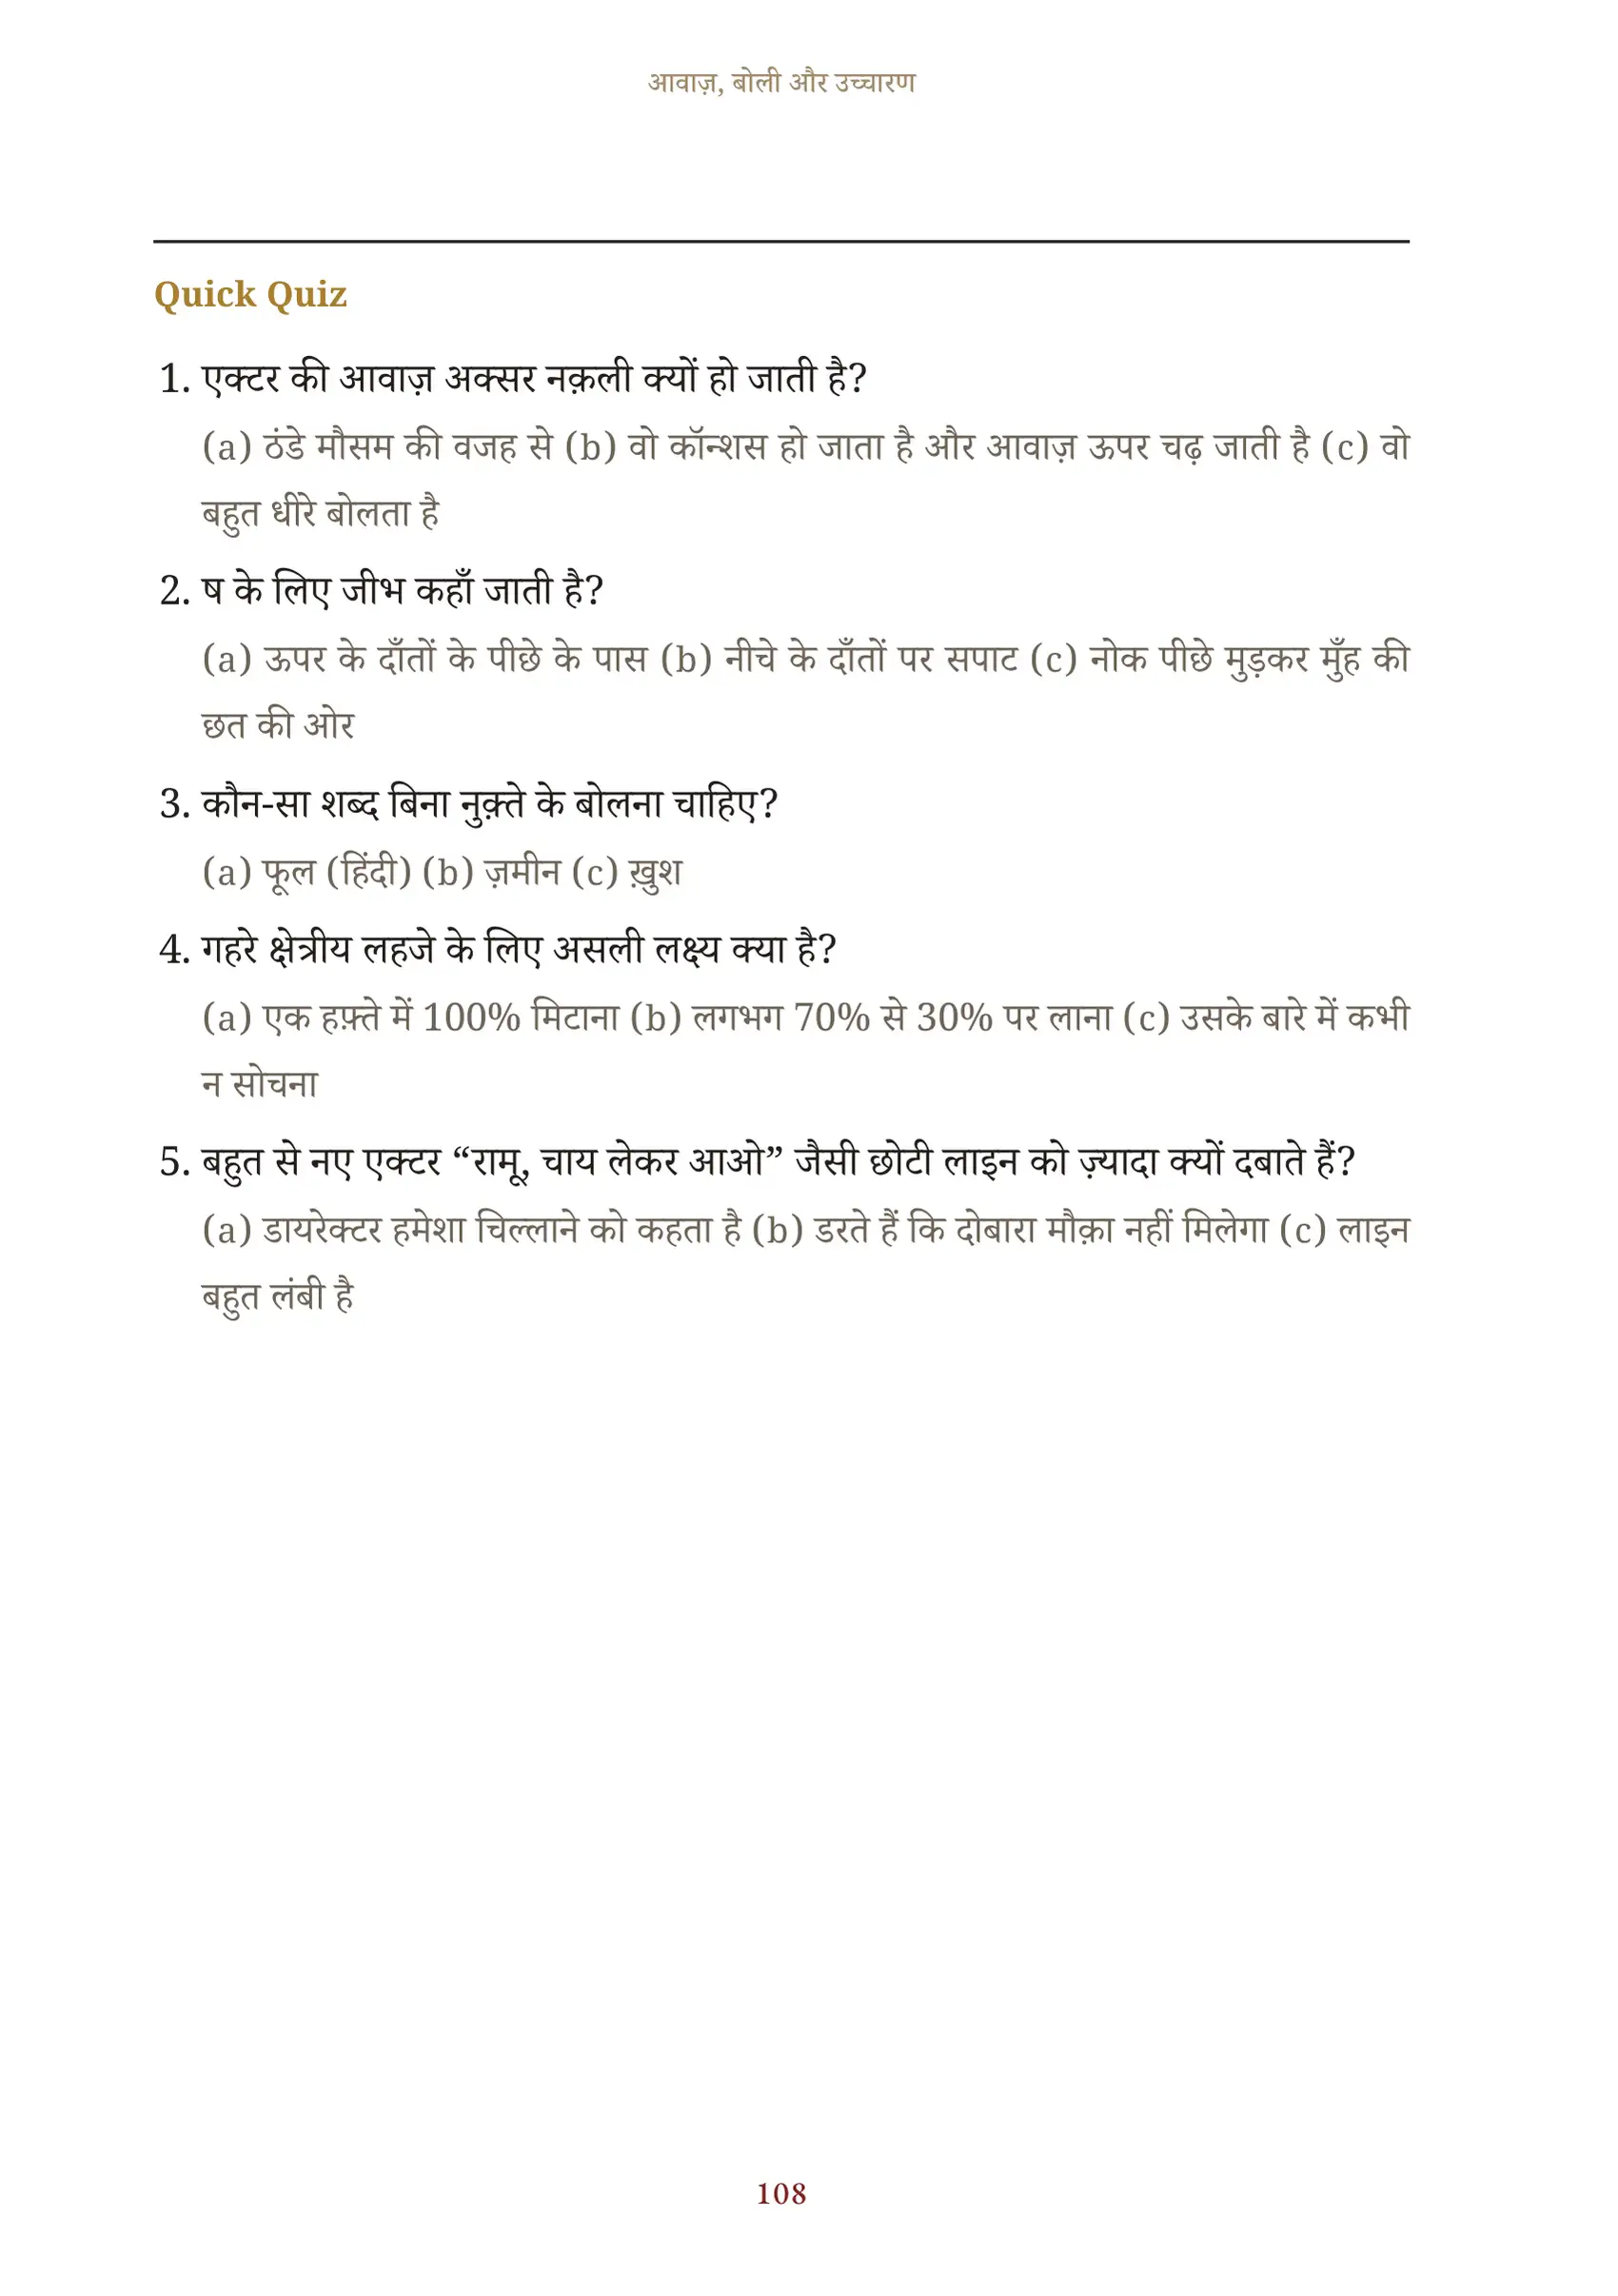 आवाज़, बोली और उच्चारण
Quick Quiz
1. एक्टर की आवाज़ अक्सर नक़ली क्यों हो जाती है?
(a) ठंडे मौसम की वजह से (b) वो कॉन्शस हो जाता है और आवाज़ ऊपर चढ़ जाती है (c) वो
बहुत धीरे बोलता है
2. ष के लिए जीभ कहाँ जाती है?
(a) ऊपर के दाँतों के पीछे के पास (b) नीचे के दाँतों पर सपाट (c) नोक पीछे मुड़कर मुँह की
छत की ओर
3. कौन-सा शब्द बिना नुक़्ते के बोलना चाहिए?
(a) फूल (हिंदी) (b) ज़मीन (c) ख़ुश
4. गहरे क्षेत्रीय लहजे के लिए असली लक्ष्य क्या है?
(a) एक हफ़्ते में 100% मिटाना (b) लगभग 70% से 30% पर लाना (c) उसके बारे में कभी
न सोचना
5. बहुत से नए एक्टर “रामू, चाय लेकर आओ” जैसी छोटी लाइन को ज़्यादा क्यों दबाते हैं?
(a) डायरेक्टर हमेशा चिल्लाने को कहता है (b) डरते हैं कि दोबारा मौक़ा नहीं मिलेगा (c) लाइन
बहुत लंबी है
108